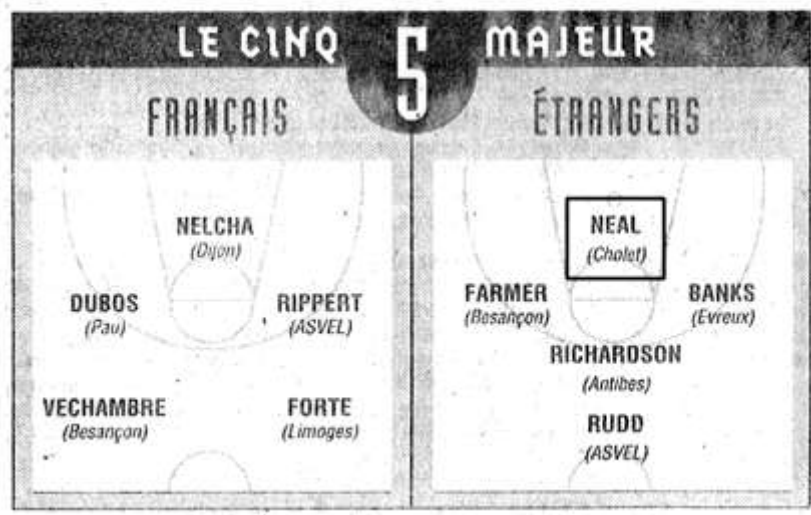 LE CINQ 5 MAJEUR
FRANÇAIS
NELCHA
(Dijon)
DUBOS
(Pau)
RIPPERT
(ASVEL)
VECHAMBRE
(Besançon)
FORTE
(Limoges)
ÉTRANGERS
NEAL
(Cholet)
FARMER
(Besançon)
BANKS
(Evreux)
RICHARDSON
(Antibes)
RUDD
(ASVEL)